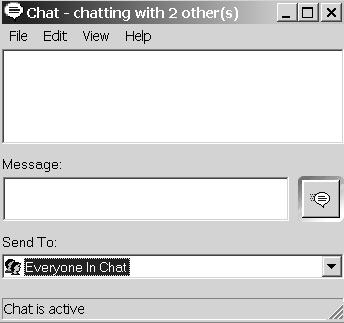 Chat - chatting with 2 other(s)
File Edit View Help
Message:
Send To:
Everyone In Chat
Chat is active